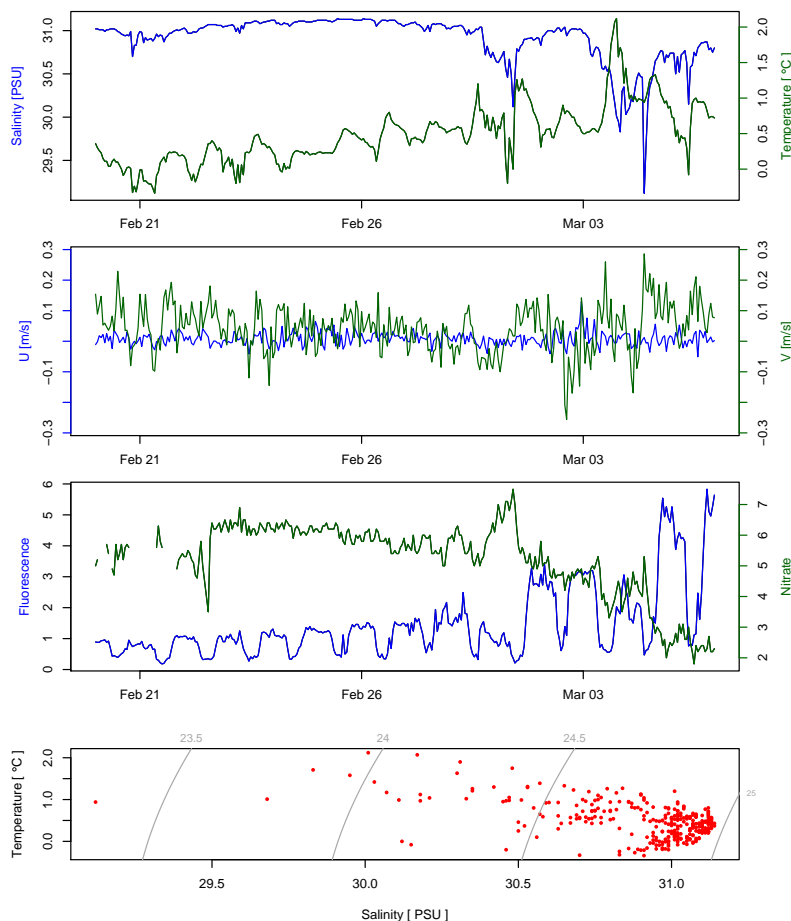 31.0
30.5
30.0
29.5
Salinity [PSU]
2.0
1.5
1.0
0.5
0.0
Temperature [ °C]
Feb 21 Feb 26 Mar 03
0.3
0.1
−0.1
−0.3
U [m/s]
0.3
0.2
0.1
−0.1
−0.3
V [m/s]
Feb 21 Feb 26 Mar 03
6
5
4
3
2
1
0
Fluorescence
7
6
5
4
3
2
Nitrate
Feb 21 Feb 26 Mar 03
23.5 24 24.5
25
2.0
1.0
0.0
Temperature [ °C]
29.5 30.0 30.5 31.0
Salinity [ PSU ]